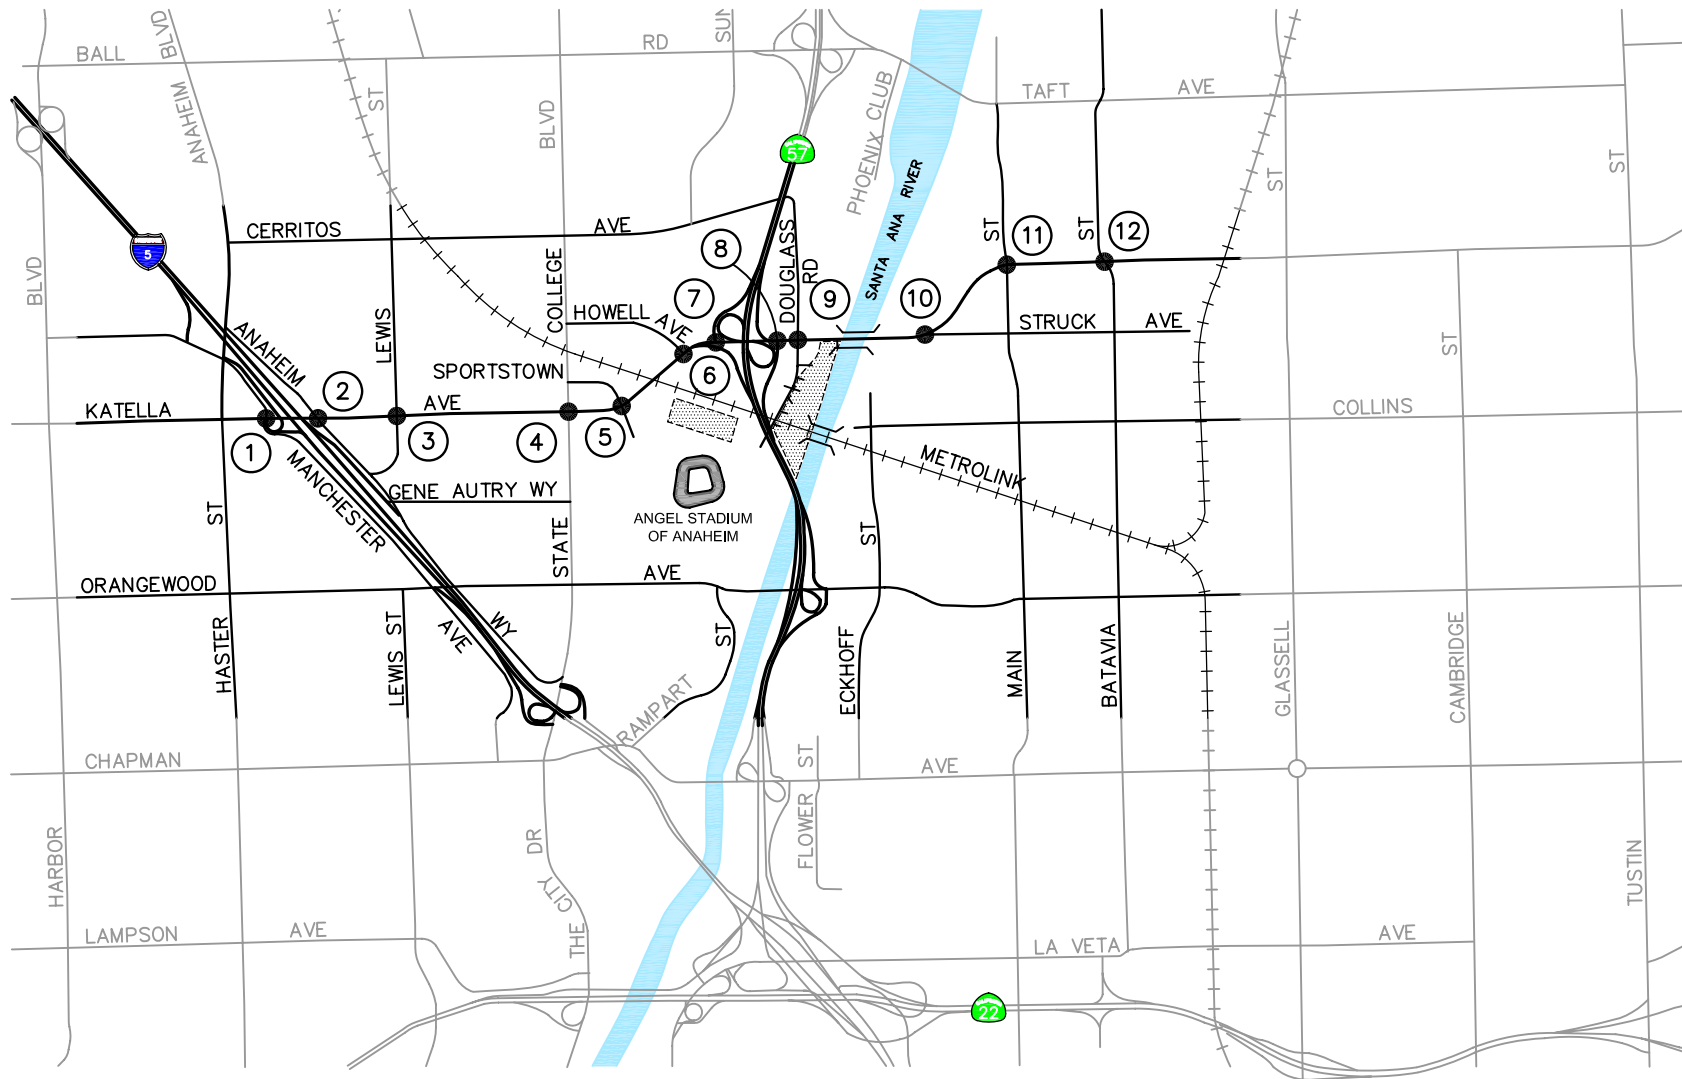 BALL
RD
SUN
BLVD
ANAHEIM
ST
BLVD
PHOENIX CLUB
TAFT
AVE
57
ST
ST
CERRITOS
AVE
SANTA ANA RIVER
ST
ST
11
12
5
BLVD
COLLEGE
8
DOUGLASS
RD
HOWELL
AVE
7
9
10
STRUCK
AVE
ANAHEIM
LEWIS
SPORTSTOWN
6
ST
KATELLA
2
AVE
COLLINS
1
3
4
5
MANCHESTER
METROLINK
GENE AUTRY WY
ST
ANGEL STADIUM
OF ANAHEIM
ST
STATE
ORANGEWOOD
AVE
HASTER
LEWIS ST
AVE
WY
ST
ECKHOFF
MAIN
BATAVIA
GLASSELL
CAMBRIDGE
RAMPART
CHAPMAN
ST
AVE
FLOWER
HARBOR
DR
THE CITY
TUSTIN
LAMPSON
AVE
LA VETA
AVE
22
BLVD